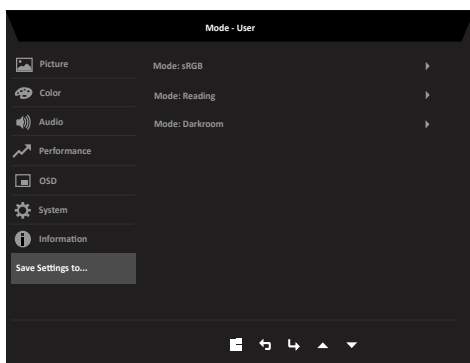 Mode - User
Picture
Color
Audio
Performance
OSD
System
Information
Save Settings to...
Mode: sRGB
Mode: Reading
Mode: Darkroom